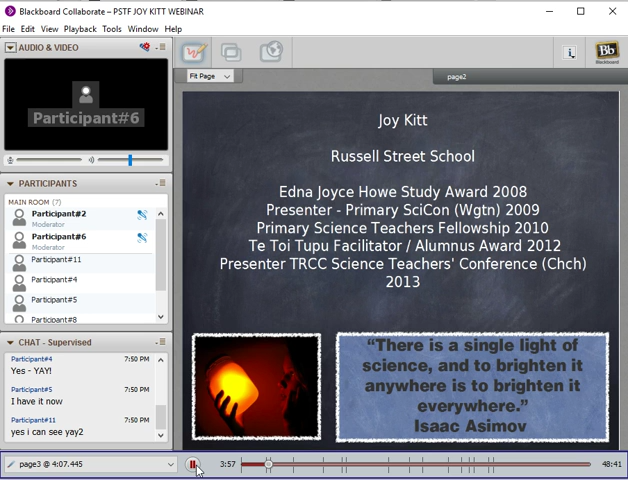 Blackboard Collaborate – PSTF JOY KITT WEBINAR
File Edit View Playback Tools Window Help
AUDIO & VIDEO
Participant#6
PARTICIPANTS
MAIN ROOM (7)
Participant#2
Moderator
Participant#6
Moderator
Participant#11
Participant#4
Participant#5
Participant#8
CHAT - Supervised
Participant#4 7:50 PM
Yes - YAY!
Participant#5 7:50 PM
I have it now
Participant#11 7:50 PM
yes i can see yay2
page3 @ 4:07.445
3:57
48:41
Fit Page
page2
Bb
Blackboard
Joy Kitt
Russell Street School
Edna Joyce Howe Study Award 2008
Presenter - Primary SciCon (Wgtn) 2009
Primary Science Teachers Fellowship 2010
Te Toi Tupu Facilitator / Alumnus Award 2012
Presenter TRCC Science Teachers' Conference (Chch)
2013
“There is a single light of
science, and to brighten it
anywhere is to brighten it
everywhere.”
Isaac Asimov